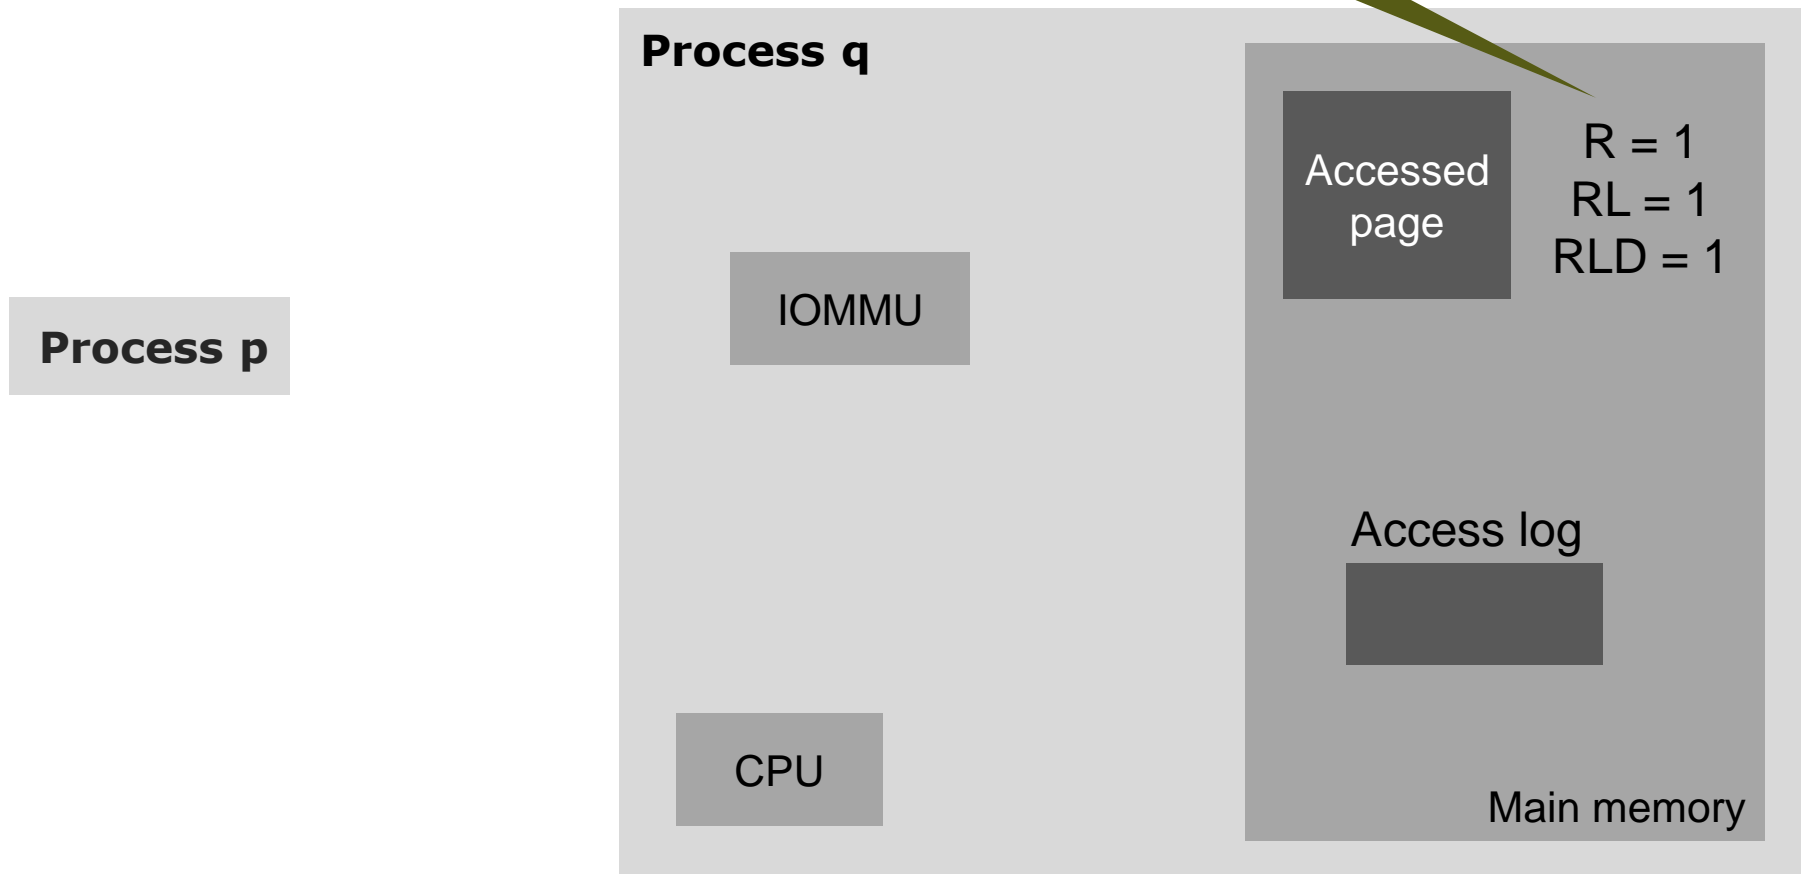 Process q
Accessed
page
R = 1
RL = 1
RLD = 1
IOMMU
Process p
Access log
CPU
Main memory